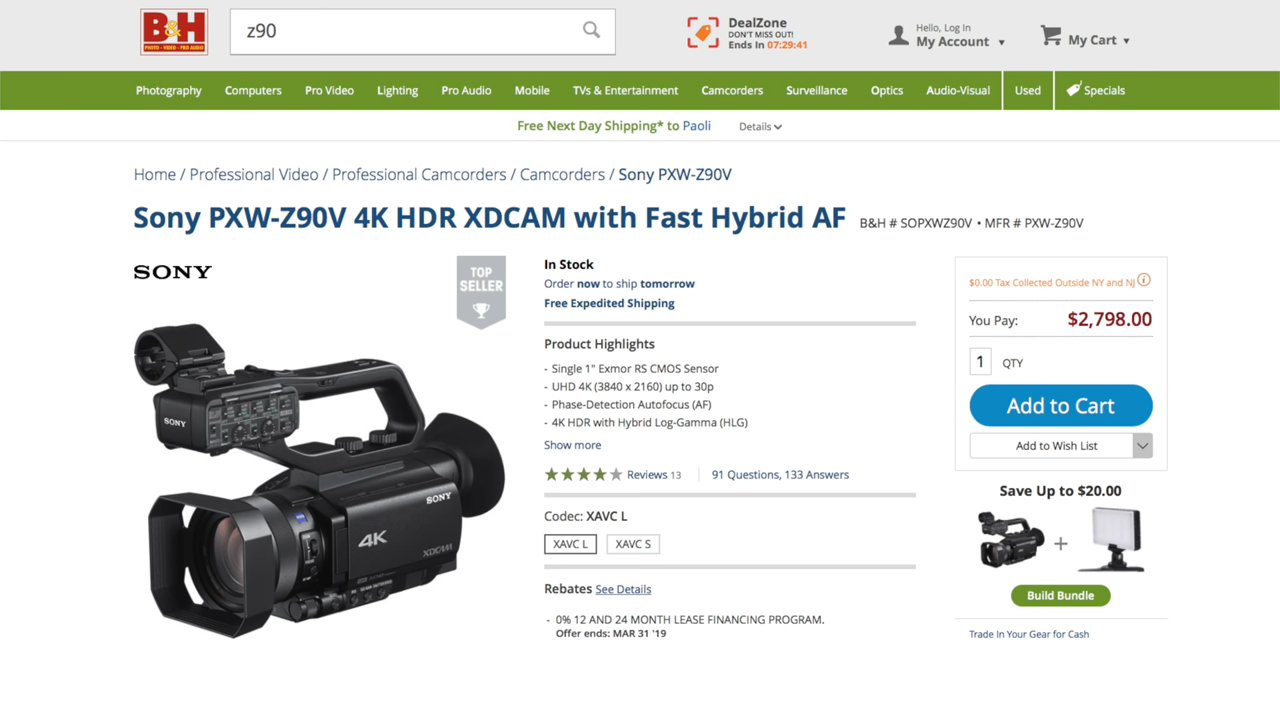 B&H
PHOTO - VIDEO - PRO AUDIO
z90
DealZone
DON'T MISS OUT!
Ends In 07:29:41
Hello, Log In
My Account
My Cart
Photography Computers Pro Video Lighting Pro Audio Mobile TVs & Entertainment Camcorders Surveillance Optics Audio-Visual Used Specials
Free Next Day Shipping* to Paoli Details
Home / Professional Video / Professional Camcorders / Camcorders / Sony PXW-Z90V
Sony PXW-Z90V 4K HDR XDCAM with Fast Hybrid AF B&H # SOPXWZ90V • MFR # PXW-Z90V
SONY
TOP
SELLER
SONY
SONY
4K
XDCAM
In Stock
Order now to ship tomorrow
Free Expedited Shipping
Product Highlights
- Single 1" Exmor RS CMOS Sensor
- UHD 4K (3840 x 2160) up to 30p
- Phase-Detection Autofocus (AF)
- 4K HDR with Hybrid Log-Gamma (HLG)
Show more
Reviews 13 91 Questions, 133 Answers
Codec: XAVC L
XAVC L XAVC S
Rebates See Details
- 0% 12 AND 24 MONTH LEASE FINANCING PROGRAM.
Offer ends: MAR 31 '19
$0.00 Tax Collected Outside NY and NJ
You Pay: $2,798.00
1 QTY
Add to Cart
Add to Wish List
Save Up to $20.00
+
Build Bundle
Trade In Your Gear for Cash